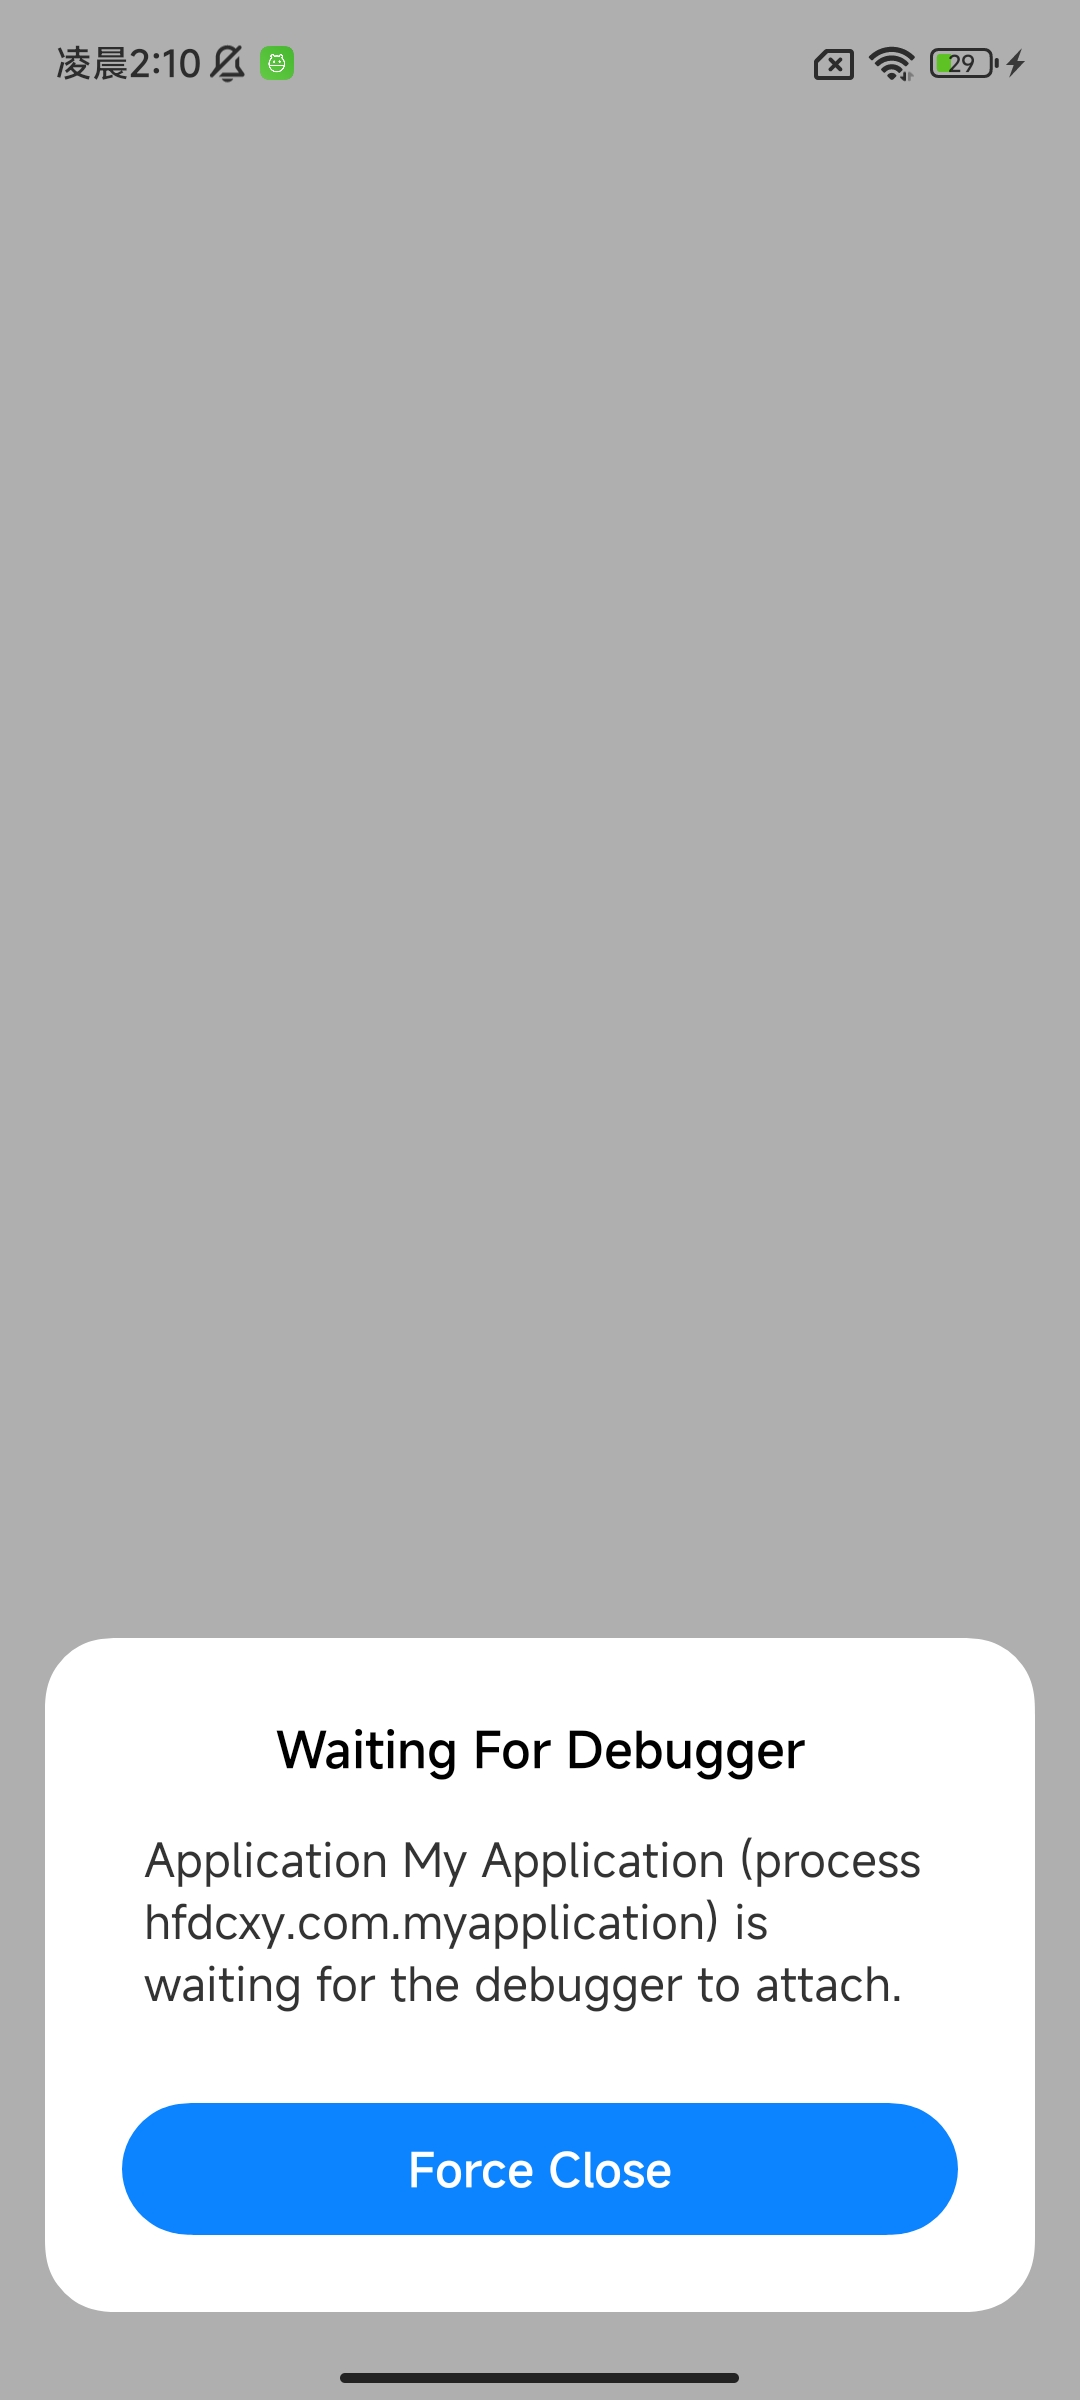 凌晨2:10
29
Waiting For Debugger
Application My Application (process
hfdcxy.com.myapplication) is
waiting for the debugger to attach.
Force Close